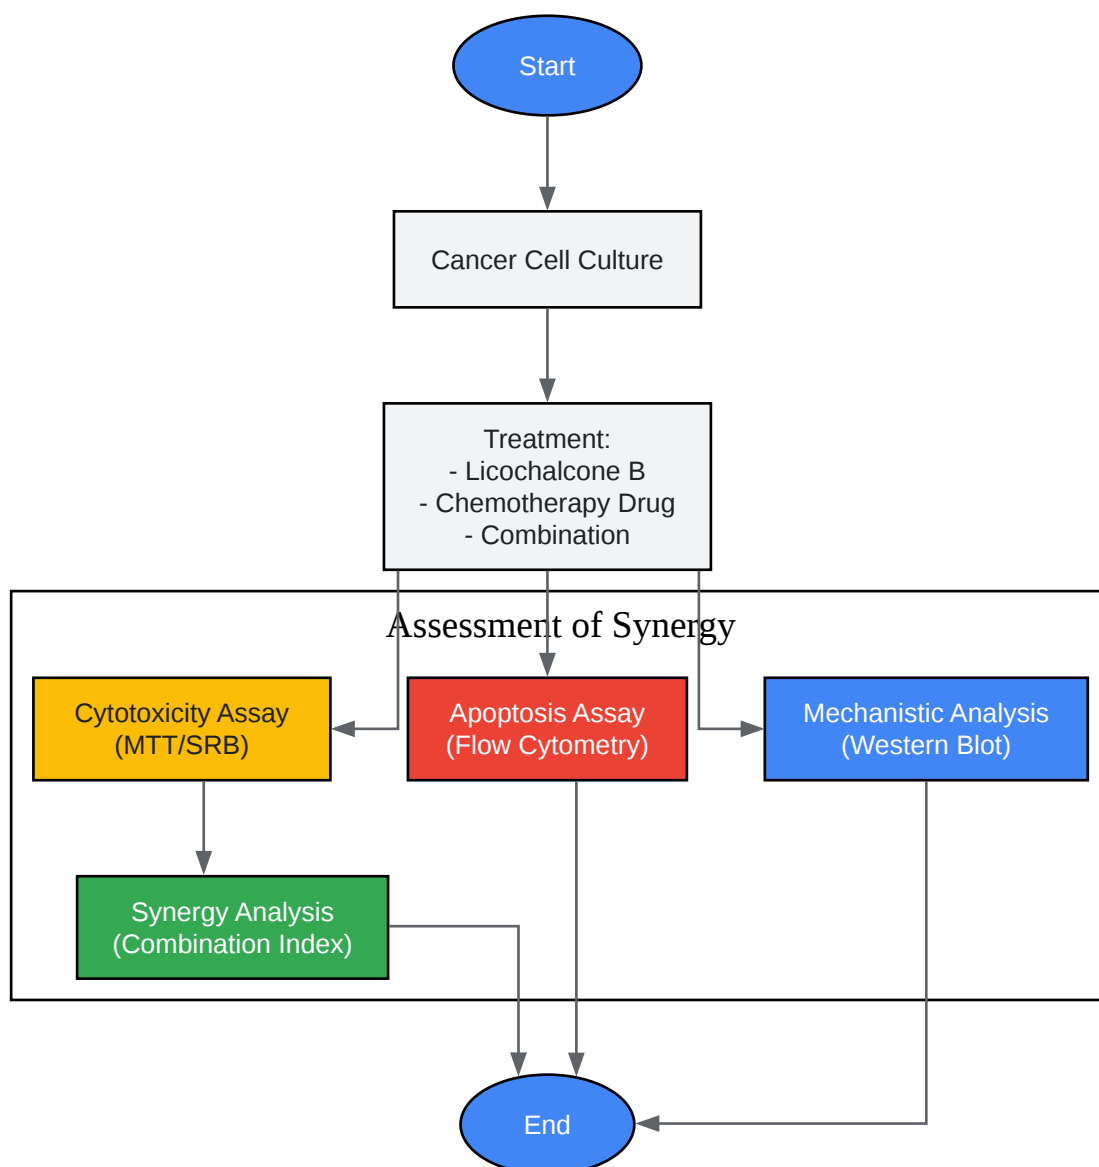 Start
Cancer Cell Culture
Treatment:
- Licochalcone B
- Chemotherapy Drug
- Combination
Assessment of Synergy
Cytotoxicity Assay
(MTT/SRB)
Apoptosis Assay
(Flow Cytometry)
Mechanistic Analysis
(Western Blot)
Synergy Analysis
(Combination Index)
End